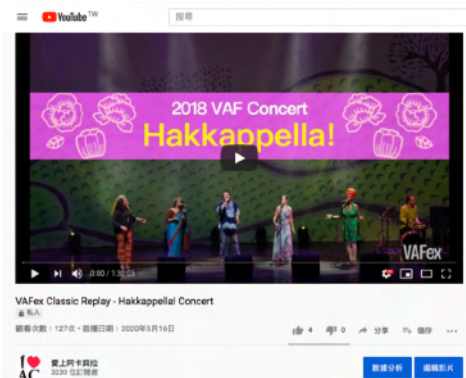 YouTube TW
搜尋
2018 VAF Concert
Hakkappella!
VAFex
0:00 / 1:30:03
VAFex Classic Replay - Hakkappella! Concert
私人
觀看次數：127次・首播日期：2020年5月16日
4
0
分享
儲存
I
AC
愛上阿卡貝拉
3230 位訂閱者
數據分析
編輯影片